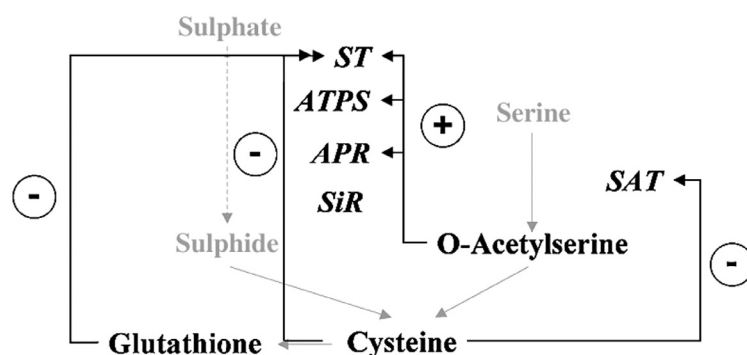 Sulphate
ST
ATPS
+
Serine
-
APR
-
SAT
SiR
Sulphide
O-Acetylserine
-
Glutathione
Cysteine